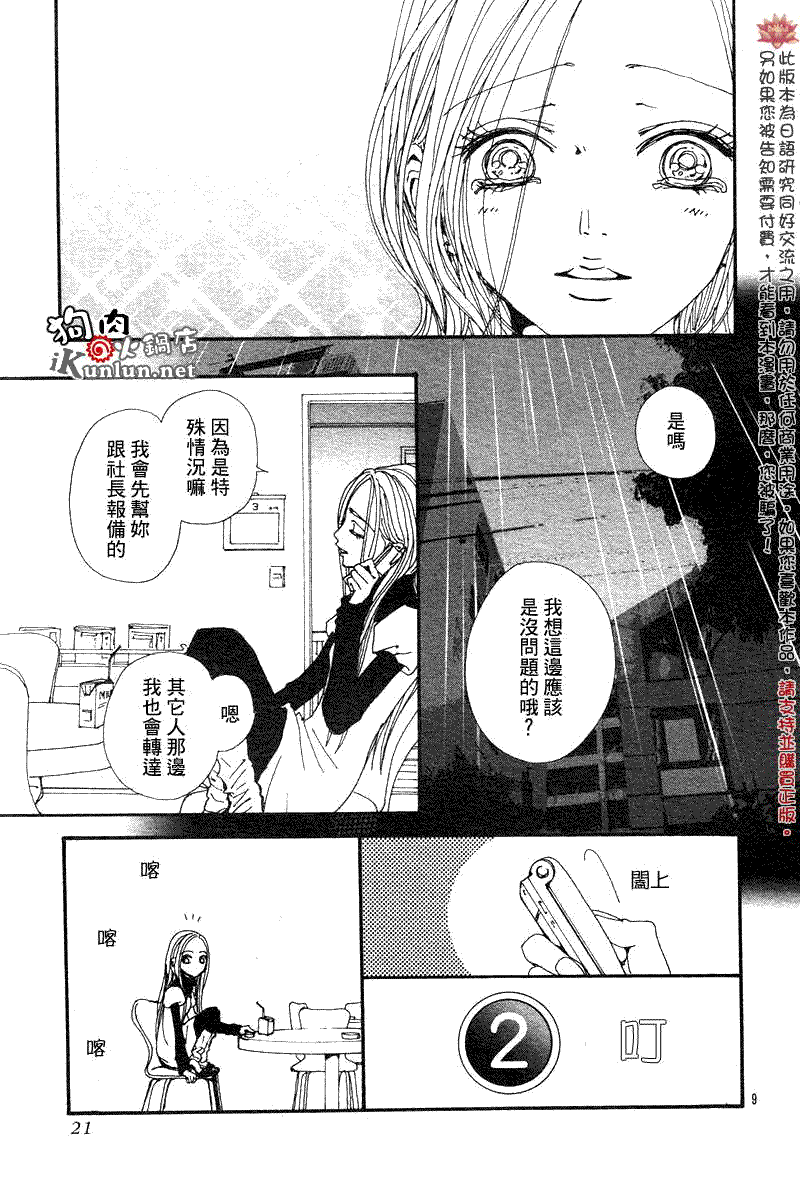 此版本為日語研究同好交流之用，請勿用於任何商業用途，如果您喜歡本作品，請支持並購買正版。
另如果您被告知需要付費，才能看到本漫畫，那麼，您被騙了！
狗肉火鍋店
iKunlun.net
是嗎
我想這邊應該
是沒問題的哦？
因為是特
殊情況嘛
我會先幫妳
跟社長報備的
3
嗯
其它人那邊
我也會轉達
闔上
2
叮
喀
喀
喀
9
21